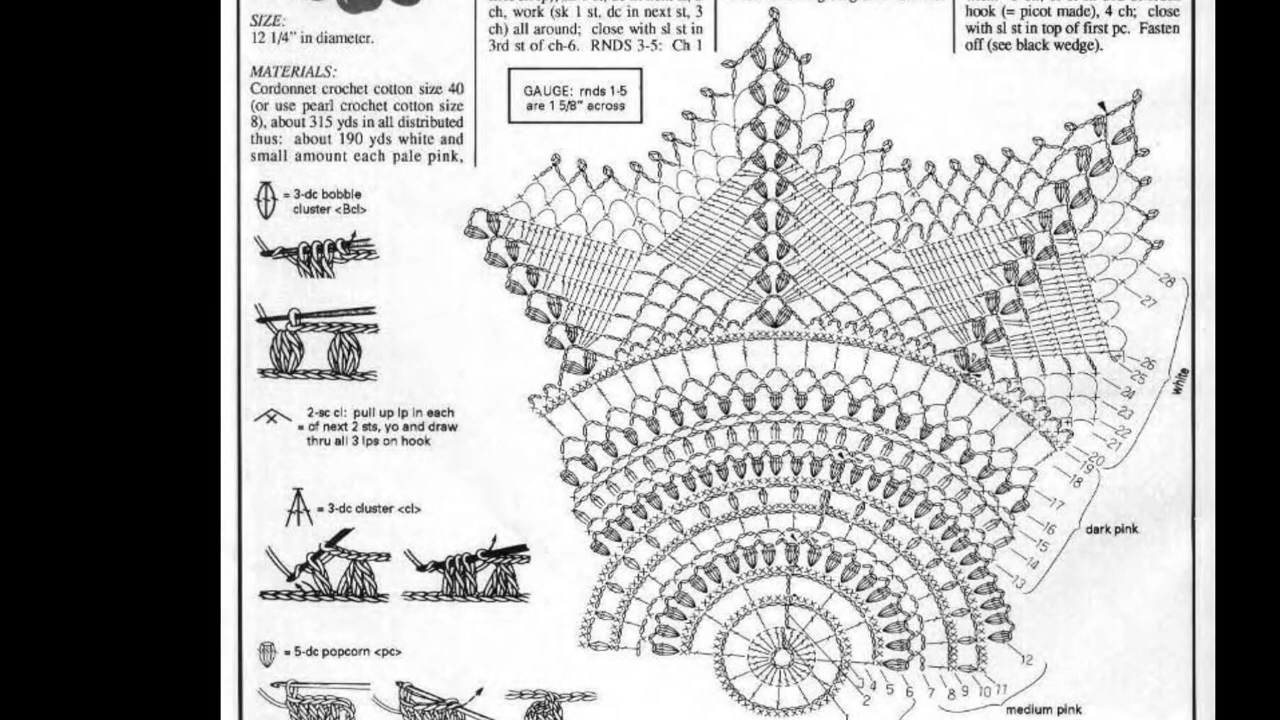 SIZE:
12 1/4" in diameter.
MATERIALS:
Cordonnet crochet cotton size 40
(or use pearl crochet cotton size
8), about 315 yds in all distributed
thus: about 190 yds white and
small amount each pale pink,
ch, work (sk 1 st, dc in next st, 3
ch) all around; close with sl st in
3rd st of ch-6. RNDS 3-5: Ch 1
hook (= picot made), 4 ch; close
with sl st in top of first pc. Fasten
off (see black wedge).
GAUGE: rnds 1-5
are 1 5/8" across
= 3-dc bobble
cluster <Bcl>
2-sc cl: pull up lp in each
= of next 2 sts, yo and draw
thru all 3 lps on hook
= 3-dc cluster <cl>
= 5-dc popcorn <pc>
28
27
26
25
24
23
22
21
20
19
18
17
16
15
14
13
12
white
dark pink
1
2
3 4 5 6 7 8 9 10 11
medium pink